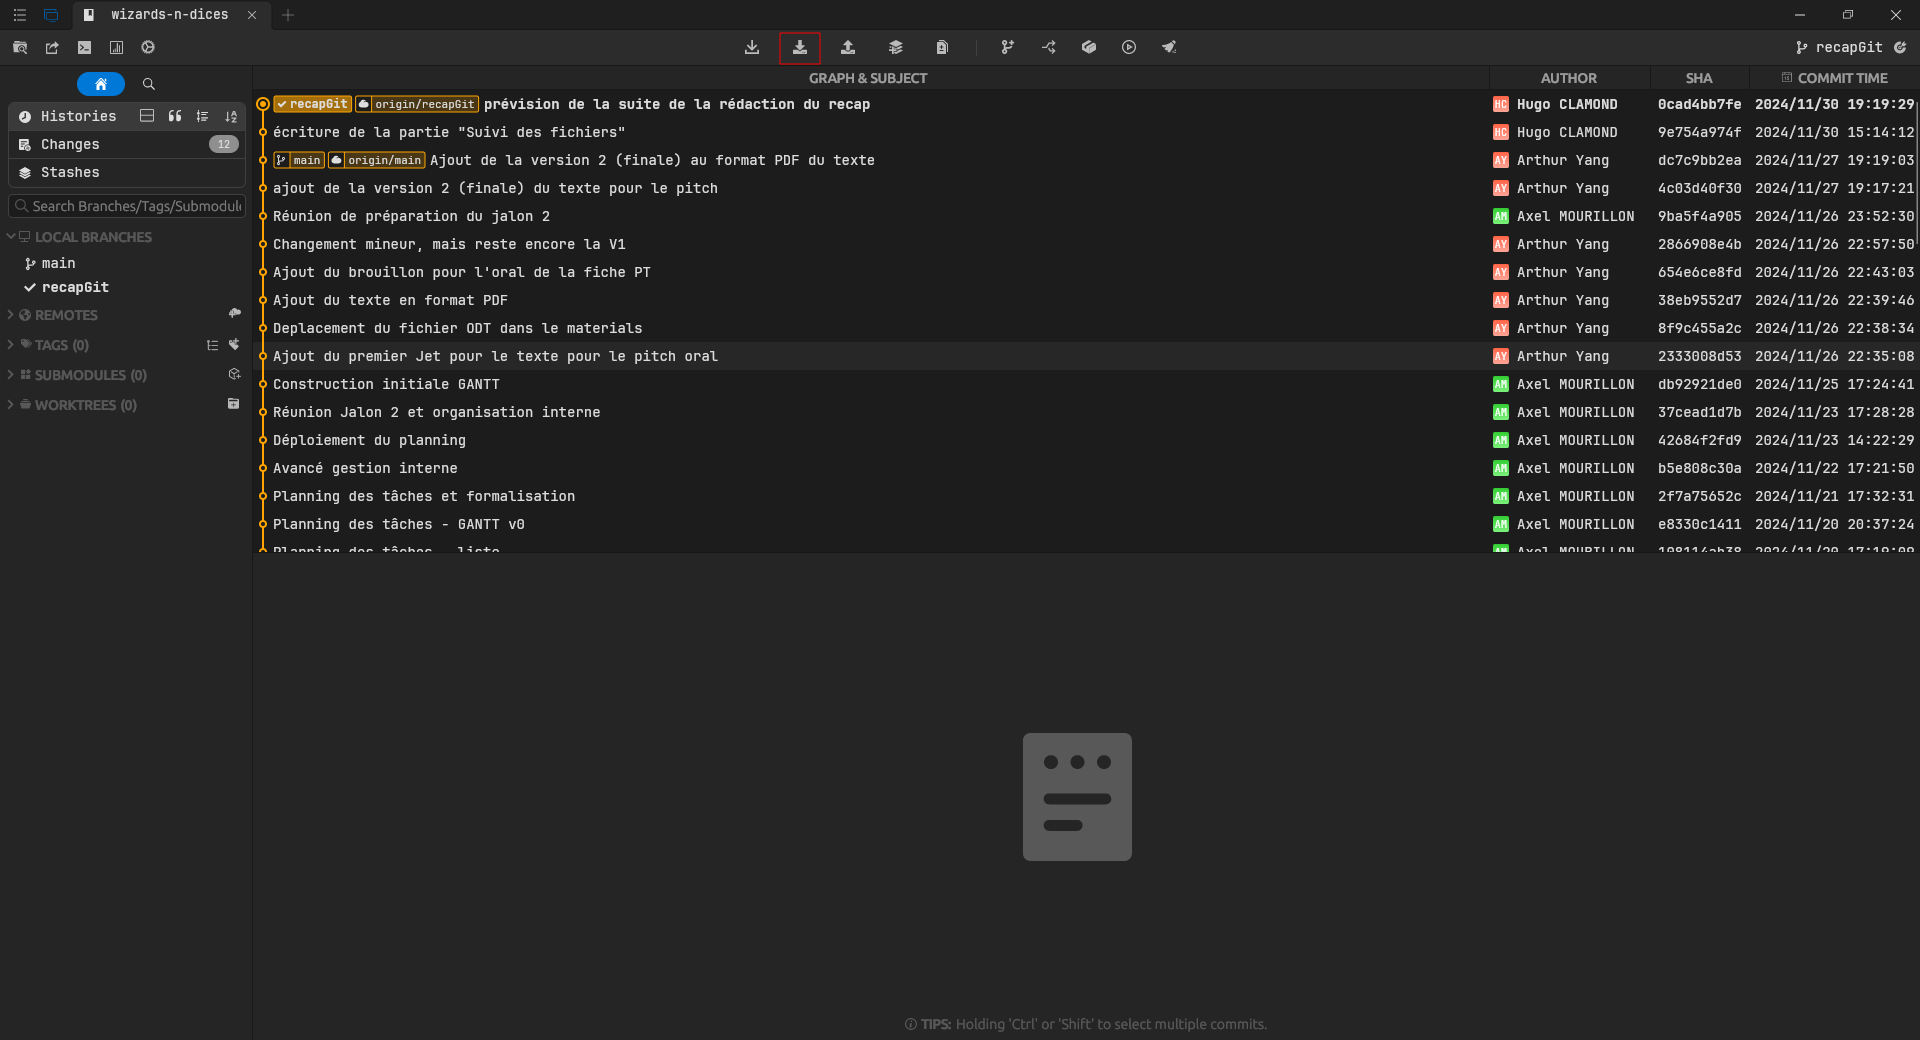 wizards-n-dices
recapGit
GRAPH & SUBJECT AUTHOR SHA COMMIT TIME
Histories
Changes 12
Stashes
Search Branches/Tags/Submodule
LOCAL BRANCHES
main
recapGit
REMOTES
TAGS (0)
SUBMODULES (0)
WORKTREES (0)
recapGit origin/recapGit prévision de la suite de la rédaction du recap HC Hugo CLAMOND 0cad4bb7fe 2024/11/30 19:19:29
écriture de la partie "Suivi des fichiers" HC Hugo CLAMOND 9e754a974f 2024/11/30 15:14:12
main origin/main Ajout de la version 2 (finale) au format PDF du texte AY Arthur Yang dc7c9bb2ea 2024/11/27 19:19:03
ajout de la version 2 (finale) du texte pour le pitch AY Arthur Yang 4c03d40f30 2024/11/27 19:17:21
Réunion de préparation du jalon 2 AM Axel MOURILLON 9ba5f4a905 2024/11/26 23:52:30
Changement mineur, mais reste encore la V1 AY Arthur Yang 2866908e4b 2024/11/26 22:57:50
Ajout du brouillon pour l'oral de la fiche PT AY Arthur Yang 654e6ce8fd 2024/11/26 22:43:03
Ajout du texte en format PDF AY Arthur Yang 38eb9552d7 2024/11/26 22:39:46
Deplacement du fichier ODT dans le materials AY Arthur Yang 8f9c455a2c 2024/11/26 22:38:34
Ajout du premier Jet pour le texte pour le pitch oral AY Arthur Yang 2333008d53 2024/11/26 22:35:08
Construction initiale GANTT AM Axel MOURILLON db92921de0 2024/11/25 17:24:41
Réunion Jalon 2 et organisation interne AM Axel MOURILLON 37cead1d7b 2024/11/23 17:28:28
Déploiement du planning AM Axel MOURILLON 42684f2fd9 2024/11/23 14:22:29
Avancé gestion interne AM Axel MOURILLON b5e808c30a 2024/11/22 17:21:50
Planning des tâches et formalisation AM Axel MOURILLON 2f7a75652c 2024/11/21 17:32:31
Planning des tâches - GANTT v0 AM Axel MOURILLON e8330c1411 2024/11/20 20:37:24
Planning des tâches - liste AM Axel MOURILLON 108114ab38 2024/11/20 17:19:09
TIPS: Holding 'Ctrl' or 'Shift' to select multiple commits.